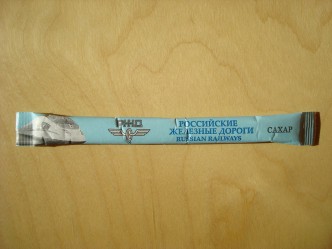 РЖД
РОССИЙСКИЕ
ЖЕЛЕЗНЫЕ ДОРОГИ
RUSSIAN RAILWAYS
САХАР